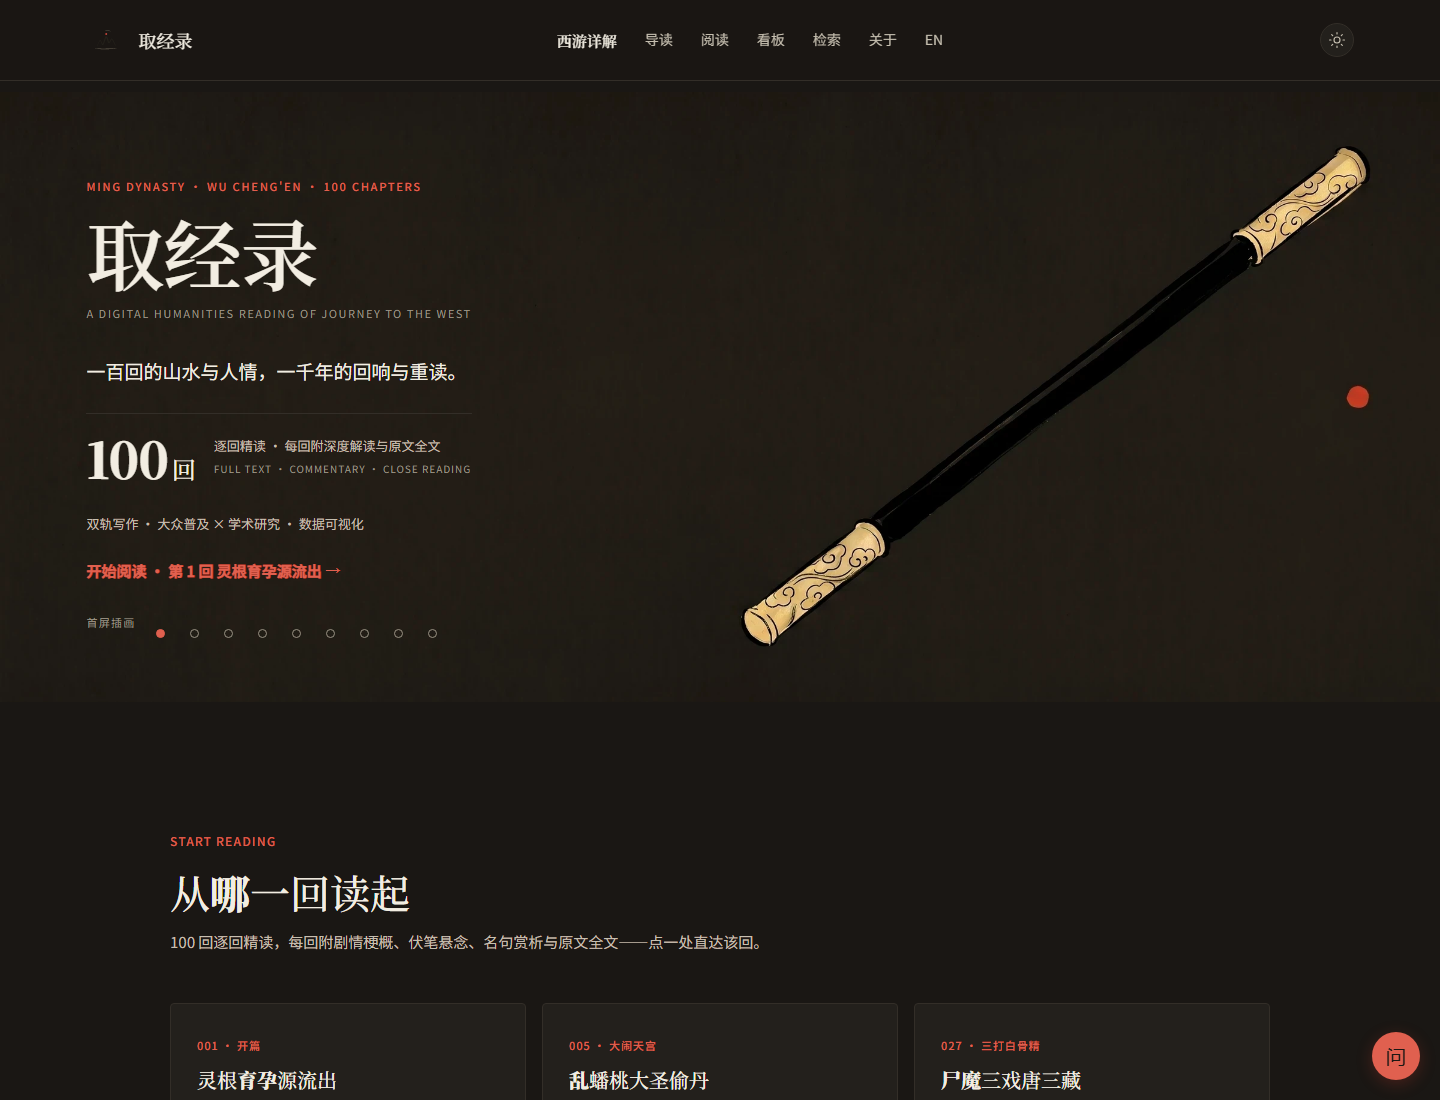 取经录
西游详解 导读 阅读 看板 检索 关于 EN
MING DYNASTY · WU CHENG'EN · 100 CHAPTERS
取经录
A DIGITAL HUMANITIES READING OF JOURNEY TO THE WEST
一百回的山水与人情，一千年的回响与重读。
100 回
逐回精读 · 每回附深度解读与原文全文
FULL TEXT · COMMENTARY · CLOSE READING
双轨写作 · 大众普及 × 学术研究 · 数据可视化
开始阅读 · 第 1 回 灵根育孕源流出 →
首屏插画
START READING
从哪一回读起
100 回逐回精读，每回附剧情梗概、伏笔悬念、名句赏析与原文全文——点一处直达该回。
001 · 开篇
灵根育孕源流出
005 · 大闹天宫
乱蟠桃大圣偷丹
027 · 三打白骨精
尸魔三戏唐三藏
问